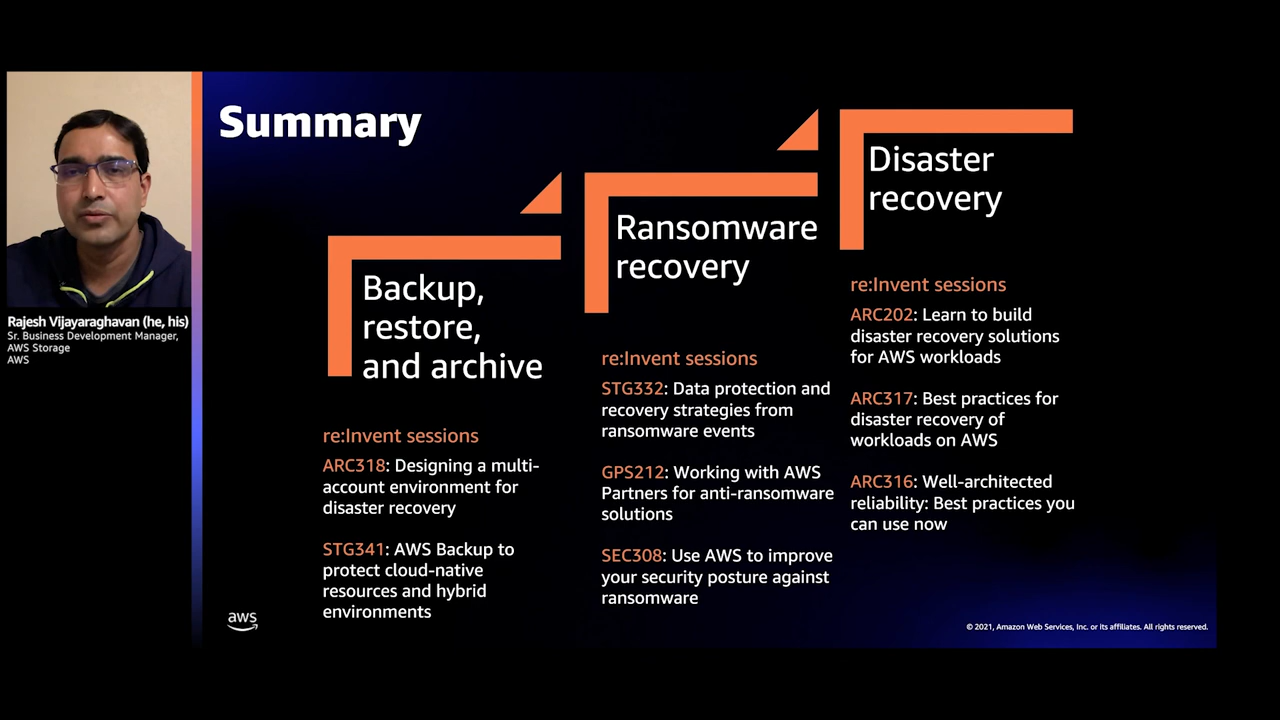 Summary
Rajesh Vijayaraghavan (he, his)
Sr. Business Development Manager,
AWS Storage
AWS
Backup,
restore,
and archive
re:Invent sessions
ARC318: Designing a multi-
account environment for
disaster recovery
STG341: AWS Backup to
protect cloud-native
resources and hybrid
environments
Ransomware
recovery
re:Invent sessions
STG332: Data protection and
recovery strategies from
ransomware events
GPS212: Working with AWS
Partners for anti-ransomware
solutions
SEC308: Use AWS to improve
your security posture against
ransomware
Disaster
recovery
re:Invent sessions
ARC202: Learn to build
disaster recovery solutions
for AWS workloads
ARC317: Best practices for
disaster recovery of
workloads on AWS
ARC316: Well-architected
reliability: Best practices you
can use now
aws
© 2021, Amazon Web Services, Inc. or its affiliates. All rights reserved.